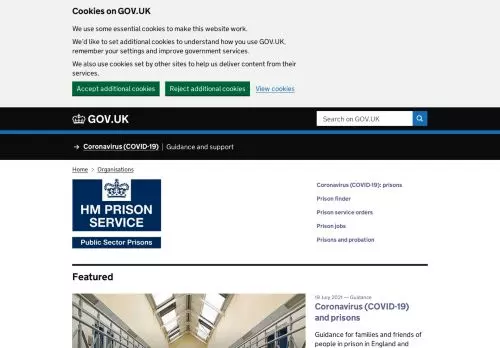 Cookies on GOV.UK
We use some essential cookies to make this website work.
We'd like to set additional cookies to understand how you use GOV.UK,
remember your settings and improve government services.
We also use cookies set by other sites to help us deliver content from their
services.
Accept additional cookies
Reject additional cookies
View cookies
GOV.UK
Search on GOV.UK
→ Coronavirus (COVID-19) | Guidance and support
Home > Organisations
HM PRISON
SERVICE
Public Sector Prisons
Coronavirus (COVID-19): prisons
Prison finder
Prison service orders
Prison jobs
Prisons and probation
Featured
19 July 2021 — Guidance
Coronavirus (COVID-19)
and prisons
Guidance for families and friends of
people in prison in England and